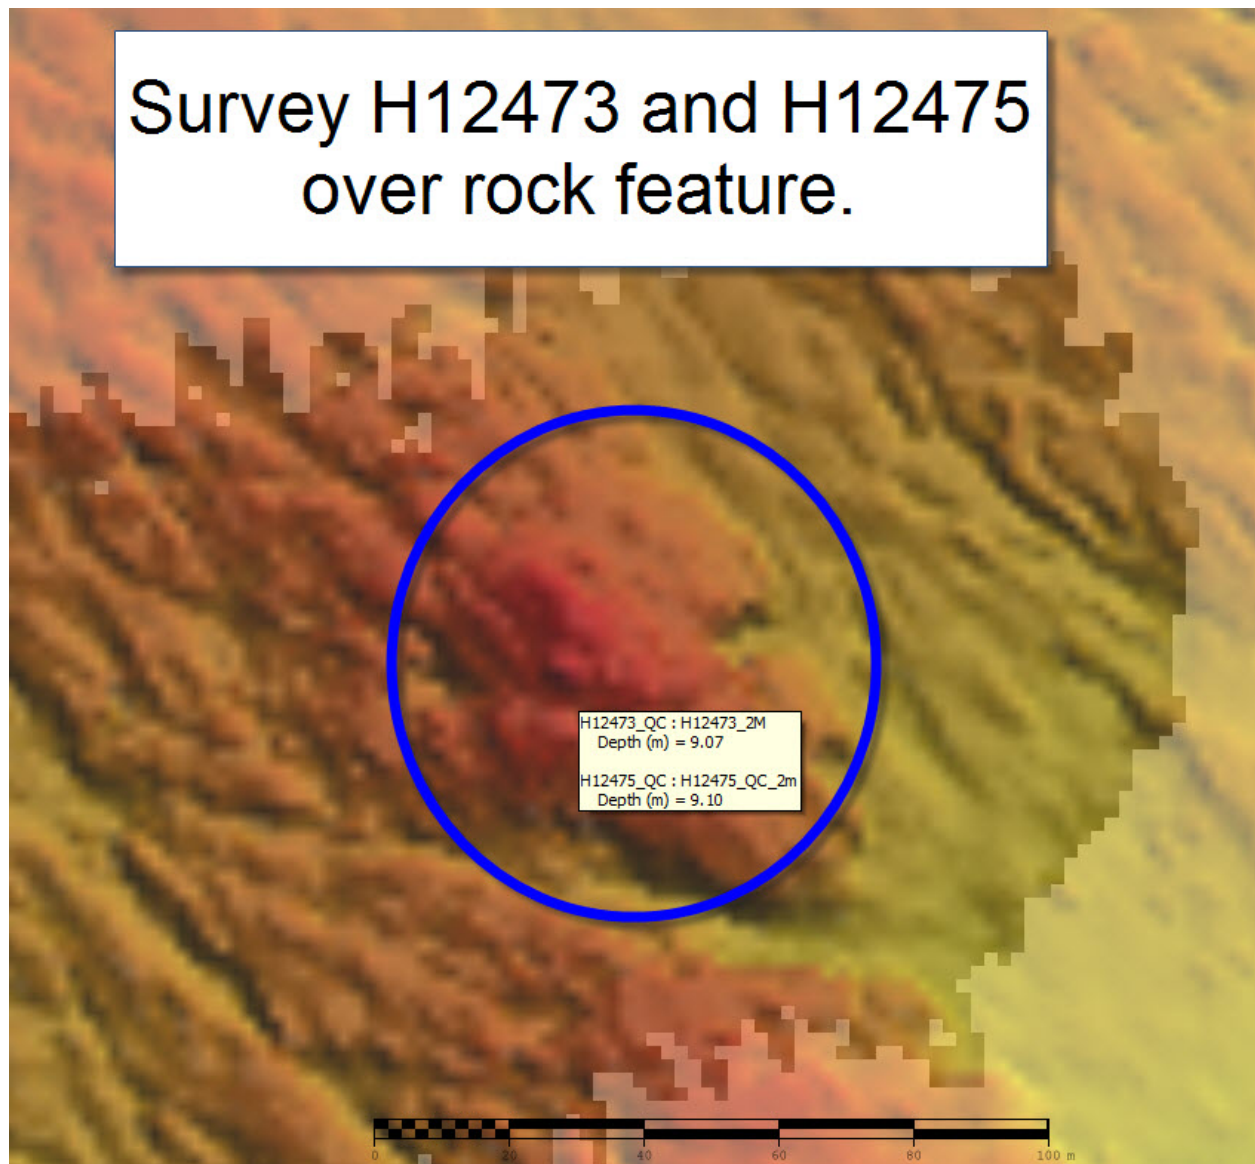 Survey H12473 and H12475
over rock feature.
H12473_QC : H12473_2M
Depth (m) = 9.07
H12475_QC : H12475_QC_2m
Depth (m) = 9.10
0 20 40 60 80 100 m